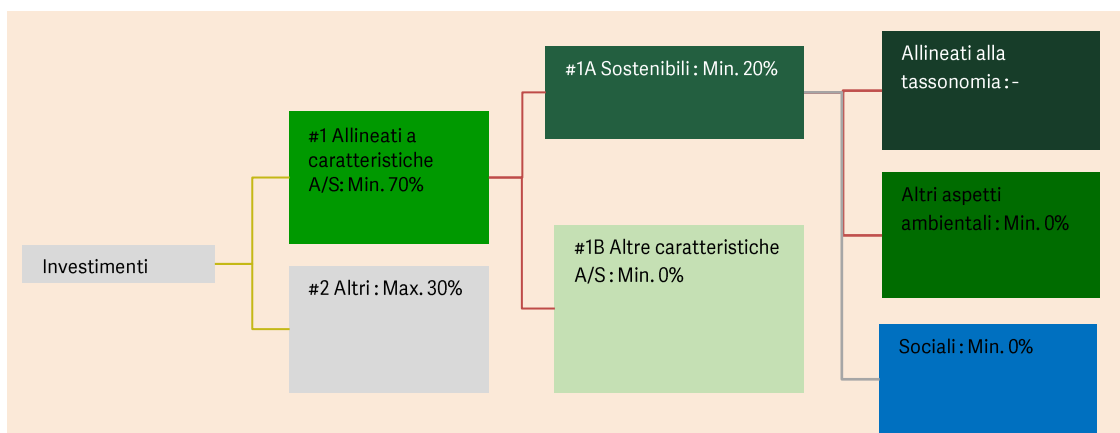 Investimenti
#1 Allineati a
caratteristiche
A/S: Min. 70%
#2 Altri : Max. 30%
#1A Sostenibili : Min. 20%
#1B Altre caratteristiche
A/S : Min. 0%
Allineati alla
tassonomia : -
Altri aspetti
ambientali : Min. 0%
Sociali : Min. 0%